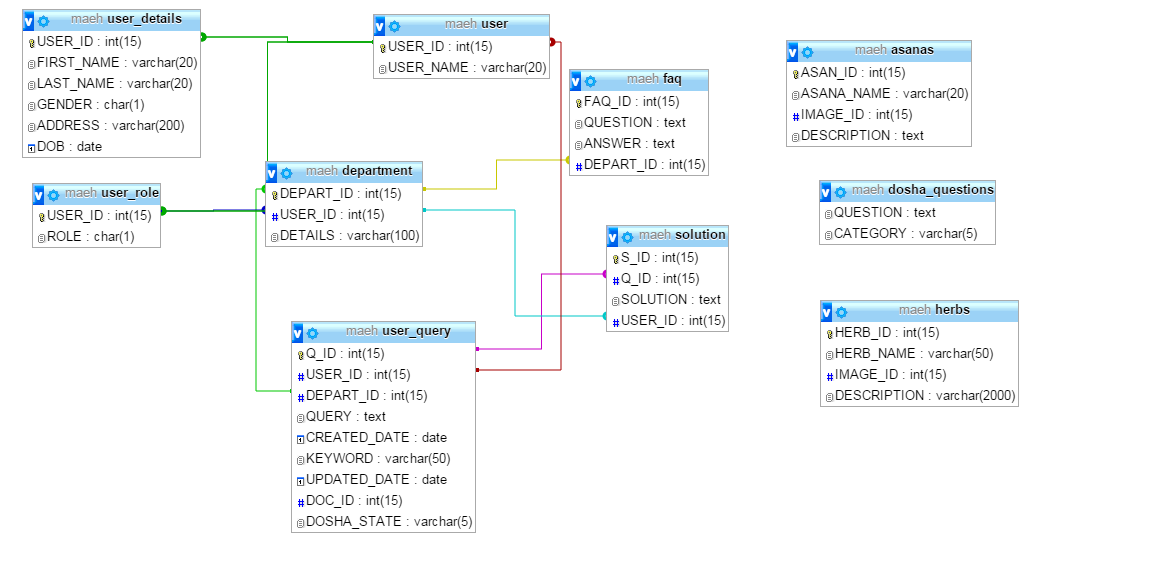 v maeh user_details
USER_ID : int(15)
FIRST_NAME : varchar(20)
LAST_NAME : varchar(20)
GENDER : char(1)
ADDRESS : varchar(200)
DOB : date
v maeh user
USER_ID : int(15)
USER_NAME : varchar(20)
v maeh faq
FAQ_ID : int(15)
QUESTION : text
ANSWER : text
# DEPART_ID : int(15)
v maeh asanas
ASAN_ID : int(15)
ASANA_NAME : varchar(20)
# IMAGE_ID : int(15)
DESCRIPTION : text
v maeh user_role
USER_ID : int(15)
ROLE : char(1)
v maeh department
DEPART_ID : int(15)
# USER_ID : int(15)
DETAILS : varchar(100)
v maeh dosha_questions
QUESTION : text
CATEGORY : varchar(5)
v maeh solution
S_ID : int(15)
# Q_ID : int(15)
SOLUTION : text
# USER_ID : int(15)
v maeh user_query
Q_ID : int(15)
# USER_ID : int(15)
# DEPART_ID : int(15)
QUERY : text
CREATED_DATE : date
KEYWORD : varchar(50)
UPDATED_DATE : date
# DOC_ID : int(15)
DOSHA_STATE : varchar(5)
v maeh herbs
HERB_ID : int(15)
HERB_NAME : varchar(50)
# IMAGE_ID : int(15)
DESCRIPTION : varchar(2000)